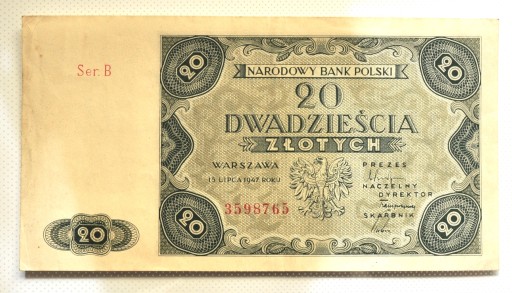 Ser. B
20
20
NARODOWY BANK POLSKI
20
DWADZIEŚCIA
ZŁOTYCH
WARSZAWA
15 LIPCA 1947 ROKU
PREZES
NACZELNY
DYREKTOR
SKARBNIK
3598765
20
20